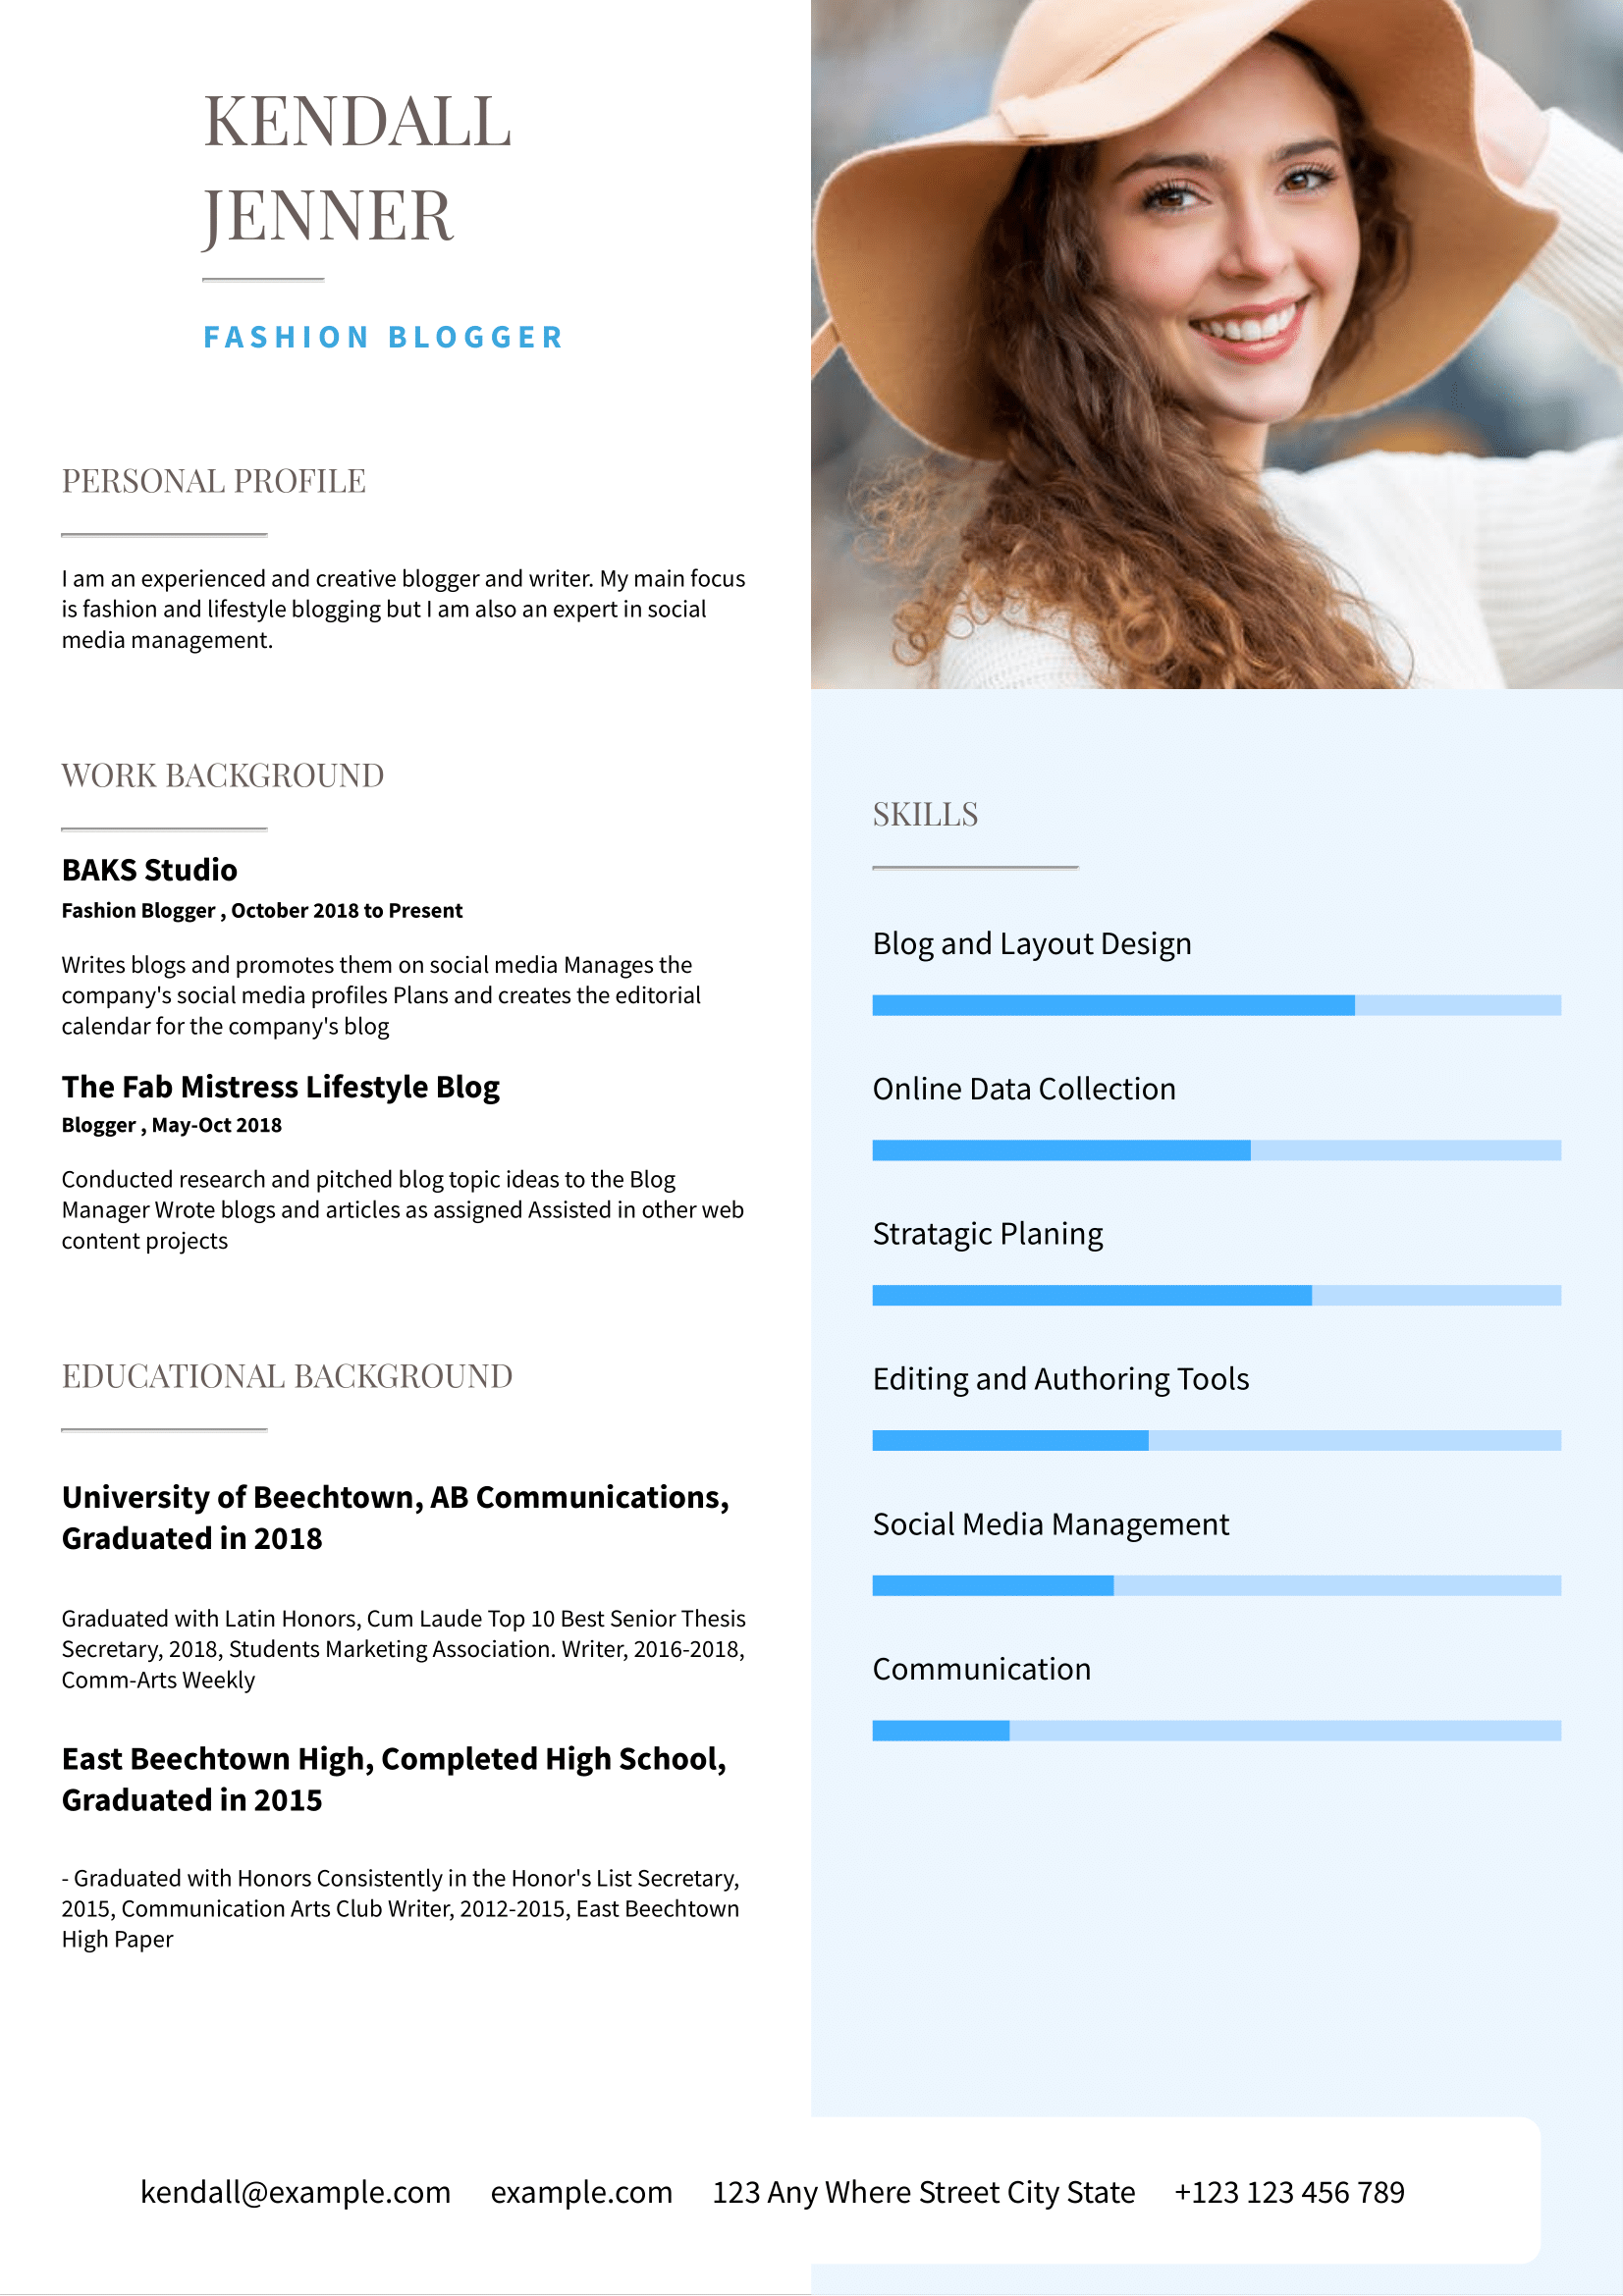 KENDALL
JENNER
FASHION BLOGGER
PERSONAL PROFILE
I am an experienced and creative blogger and writer. My main focus
is fashion and lifestyle blogging but I am also an expert in social
media management.
WORK BACKGROUND
BAKS Studio
Fashion Blogger , October 2018 to Present
Writes blogs and promotes them on social media Manages the
company's social media profiles Plans and creates the editorial
calendar for the company's blog
The Fab Mistress Lifestyle Blog
Blogger , May-Oct 2018
Conducted research and pitched blog topic ideas to the Blog
Manager Wrote blogs and articles as assigned Assisted in other web
content projects
EDUCATIONAL BACKGROUND
University of Beechtown, AB Communications,
Graduated in 2018
Graduated with Latin Honors, Cum Laude Top 10 Best Senior Thesis
Secretary, 2018, Students Marketing Association. Writer, 2016-2018,
Comm-Arts Weekly
East Beechtown High, Completed High School,
Graduated in 2015
- Graduated with Honors Consistently in the Honor's List Secretary,
2015, Communication Arts Club Writer, 2012-2015, East Beechtown
High Paper
SKILLS
Blog and Layout Design
Online Data Collection
Stratagic Planing
Editing and Authoring Tools
Social Media Management
Communication
kendall@example.com example.com 123 Any Where Street City State +123 123 456 789